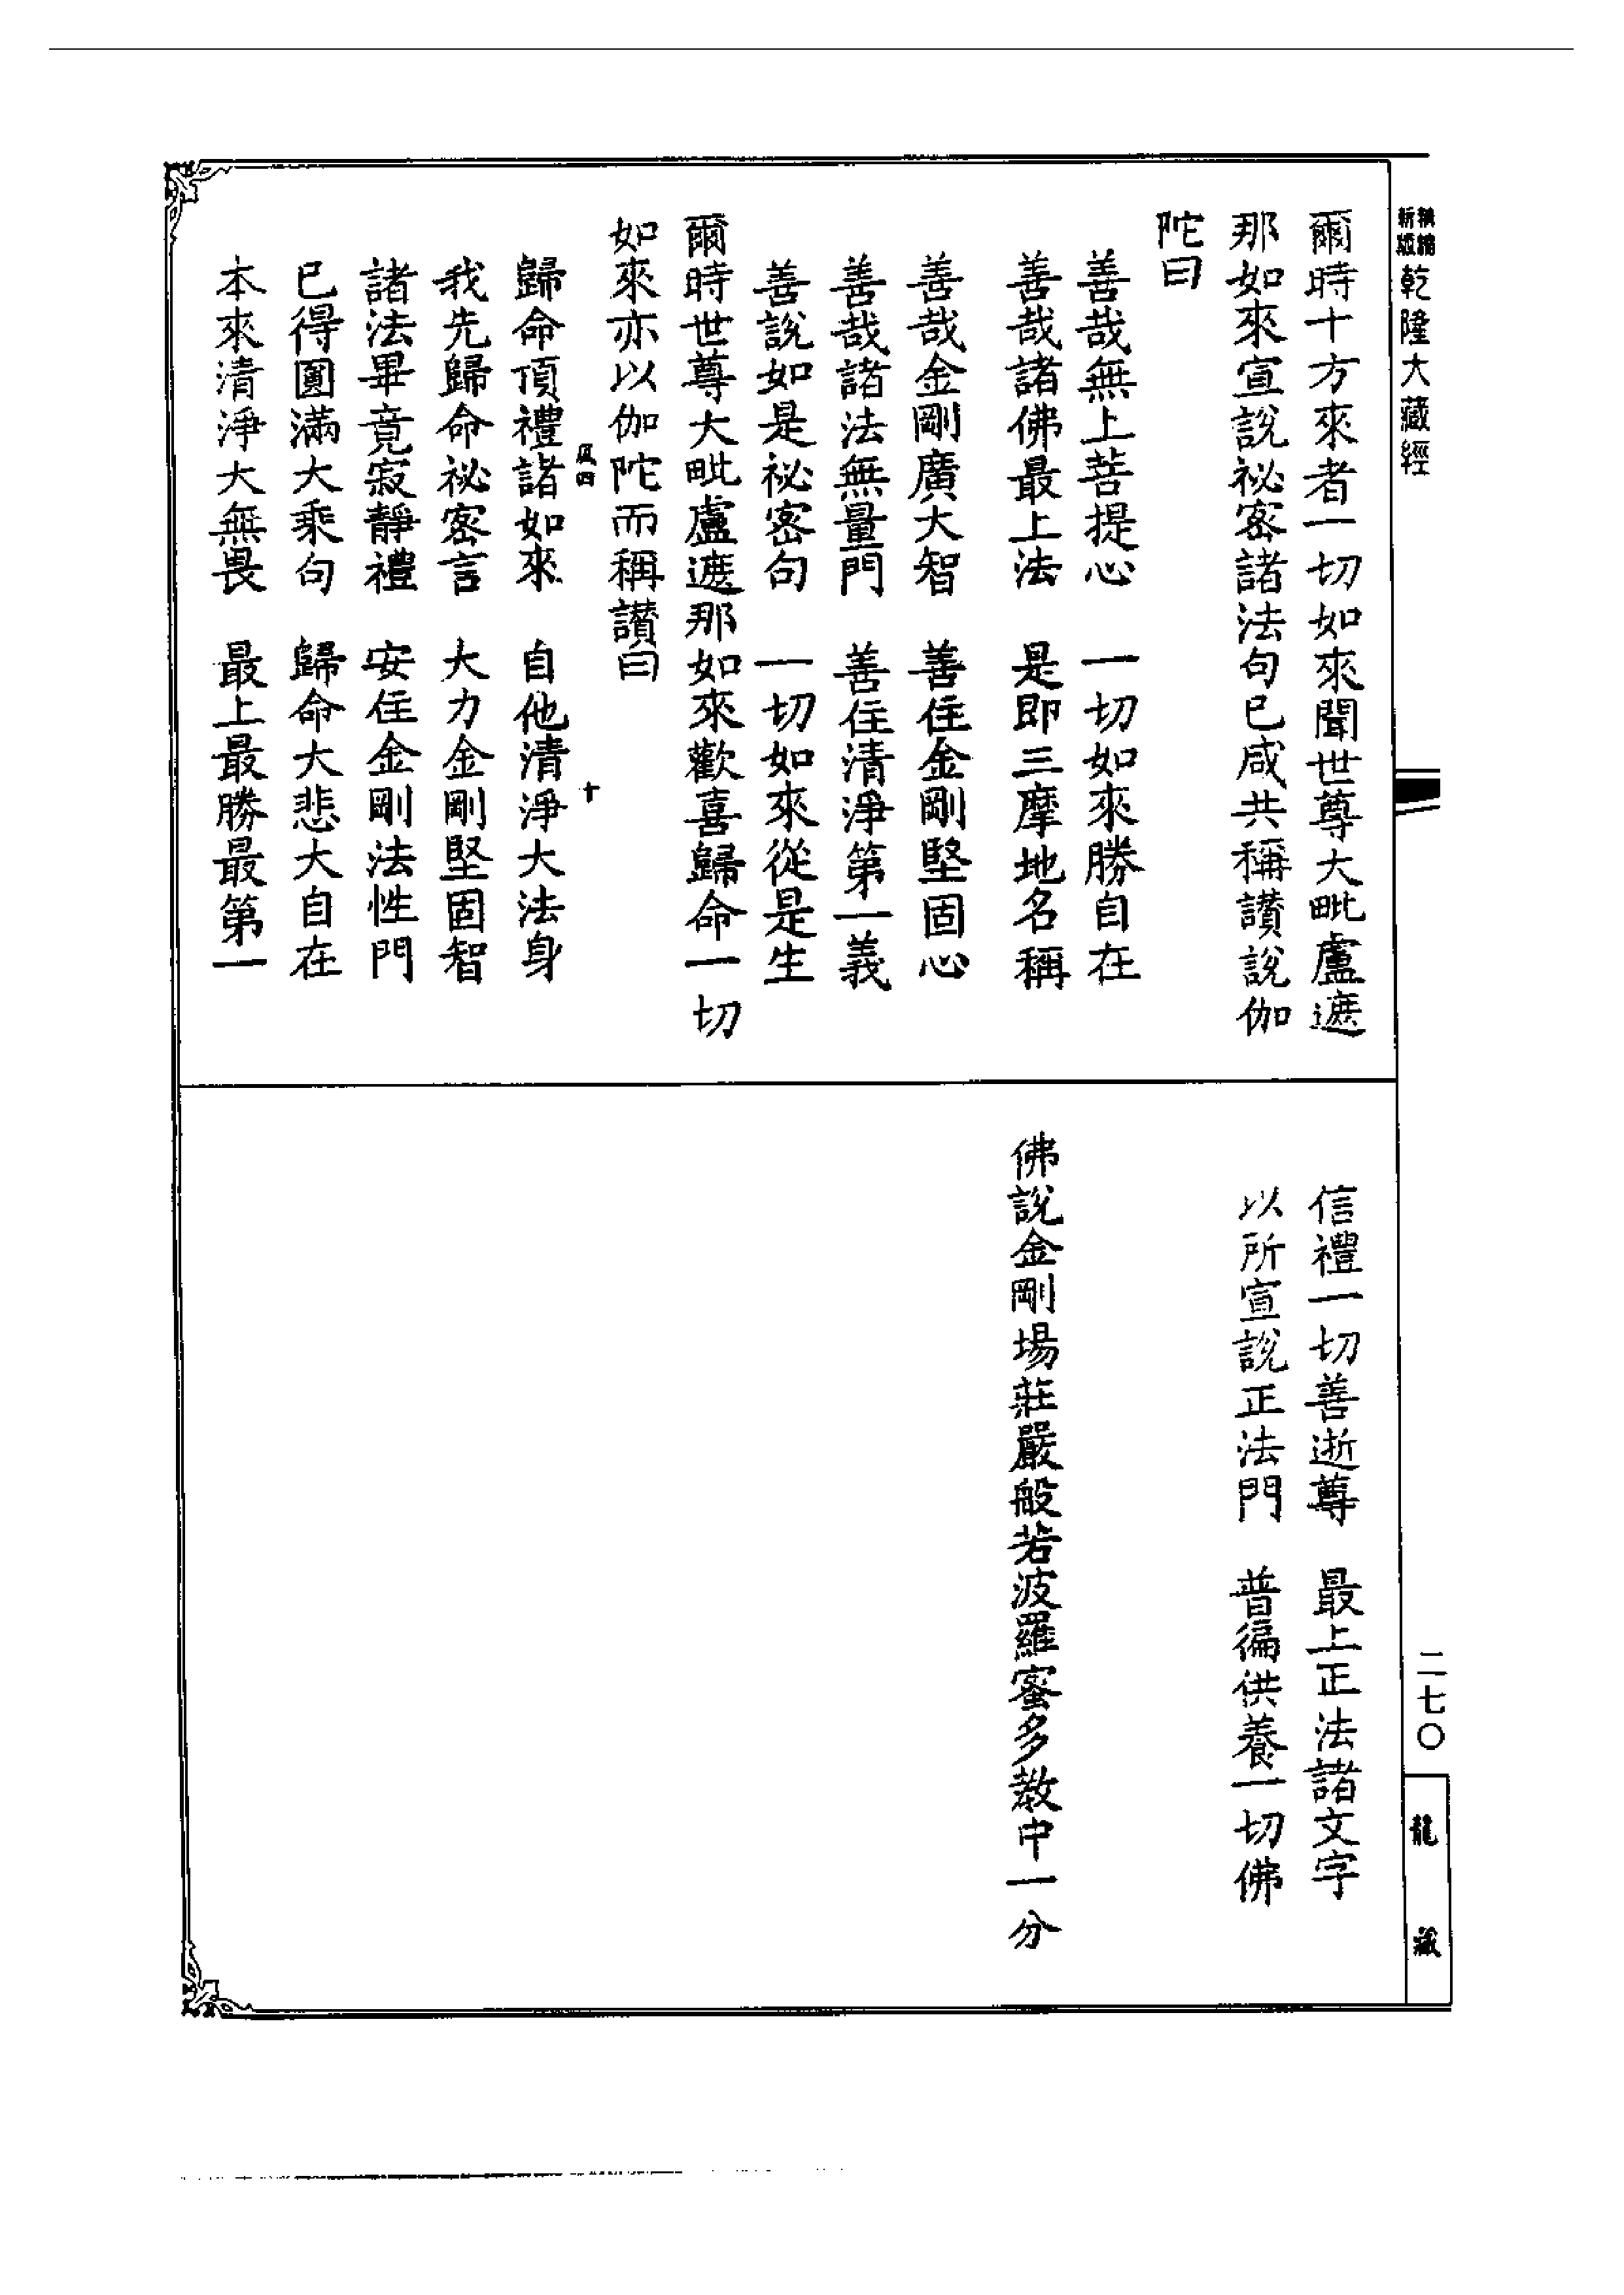 精縮新版乾隆大藏經
爾時十方來者一切如來聞世尊大毗盧遮
那如來宣說祕密諸法句已咸共稱讚說伽
陀曰
善哉無上菩提心　一切如來勝自在
善哉諸佛最上法　是即三摩地名稱
善哉金剛廣大智　善住金剛堅固心
善哉諸法無量門　善住清淨第一義
善說如是祕密句　一切如來從是生
爾時世尊大毗盧遮那如來歡喜歸命一切
如來亦以伽陀而稱讚曰
十
歸命頂禮諸如來　自他清淨大法身
我先歸命祕密言　大力金剛堅固智
諸法畢竟寂靜禮　安住金剛法性門
已得圓滿大乘句　歸命大悲大自在
本來清淨大無畏　最上最勝最第一
信禮一切善逝尊　最上正法諸文字
以所宣說正法門　普徧供養一切佛
佛說金剛場莊嚴般若波羅蜜多教中一分
二七〇
龍藏